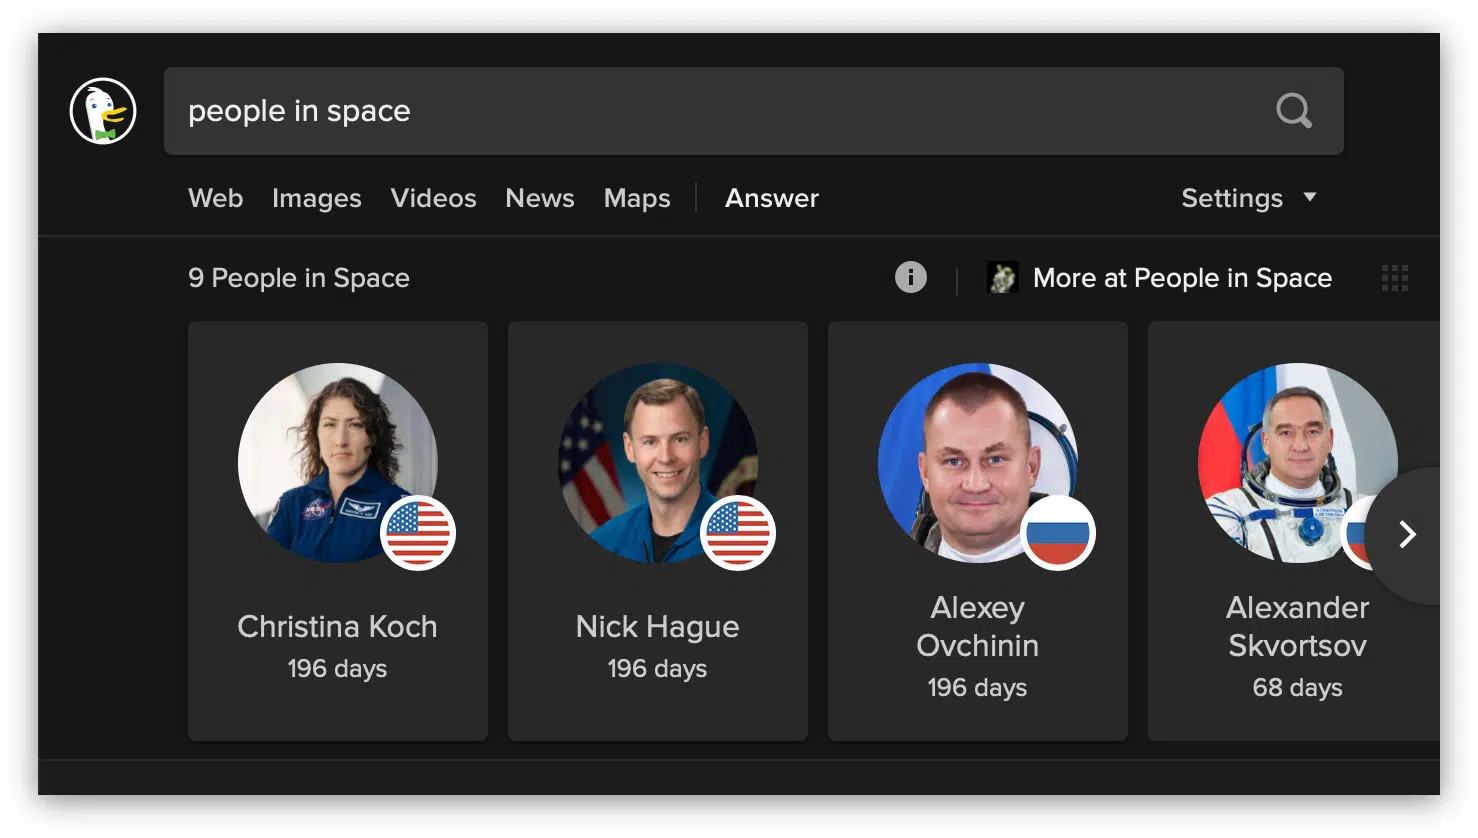 people in space
Web Images Videos News Maps Answer Settings
9 People in Space More at People in Space
Christina Koch
196 days
Nick Hague
196 days
Alexey
Ovchinin
196 days
Alexander
Skvortsov
68 days